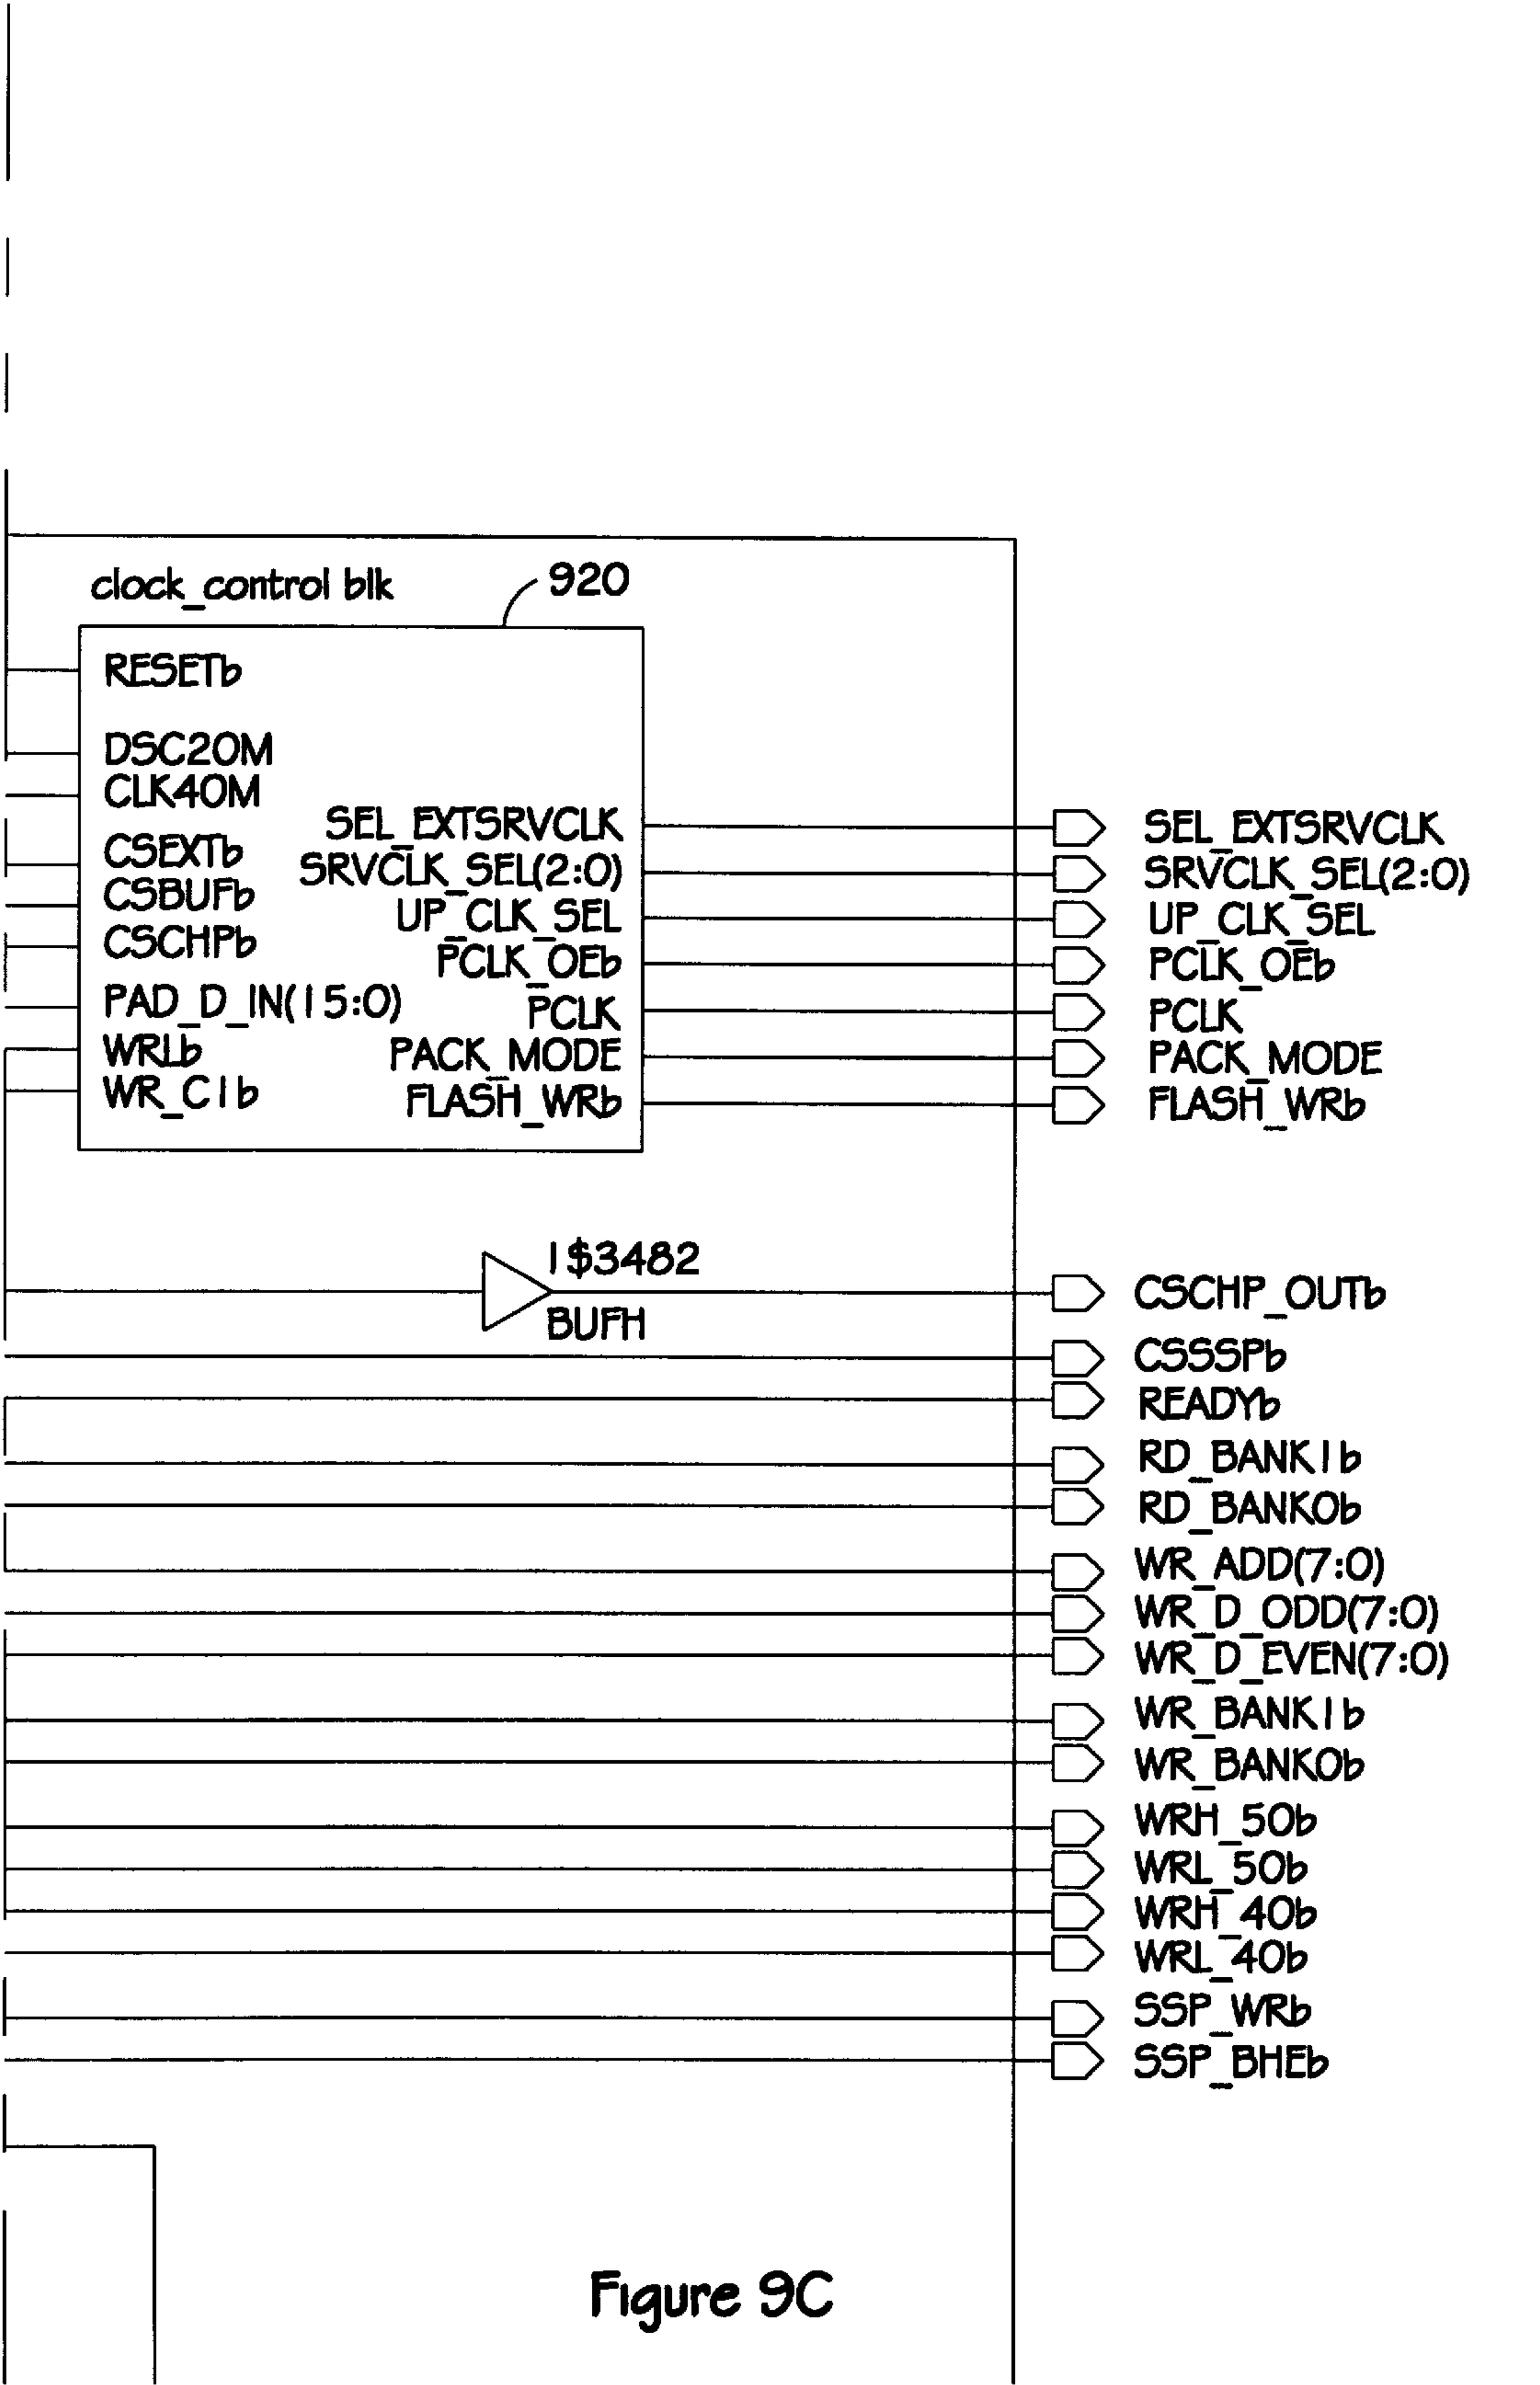 clock_control blk
920
RESETb
DSC20M
CLK40M
SEL_EXTSRVCLK
SEL_EXTSRVCLK
CSEXTb
SRVCLK_SEL(2:0)
SRVCLK_SEL(2:0)
CSBUFb
UP_CLK_SEL
UP_CLK_SEL
CSCHPb
PCLK_OEb
PCLK_OEb
PAD_D_IN(15:0)
PCLK
PCLK
WRLb
PACK_MODE
PACK_MODE
WR_C1b
FLASH_WRb
FLASH_WRb
1$3482
BUFH
CSCHP_OUTb
CSSSPb
READYb
RD_BANK1b
RD_BANK0b
WR_ADD(7:0)
WR_D_ODD(7:0)
WR_D_EVEN(7:0)
WR_BANK1b
WR_BANK0b
WRH_50b
WRL_50b
WRH_40b
WRL_40b
SSP_WRb
SSP_BHEb
Figure 9C